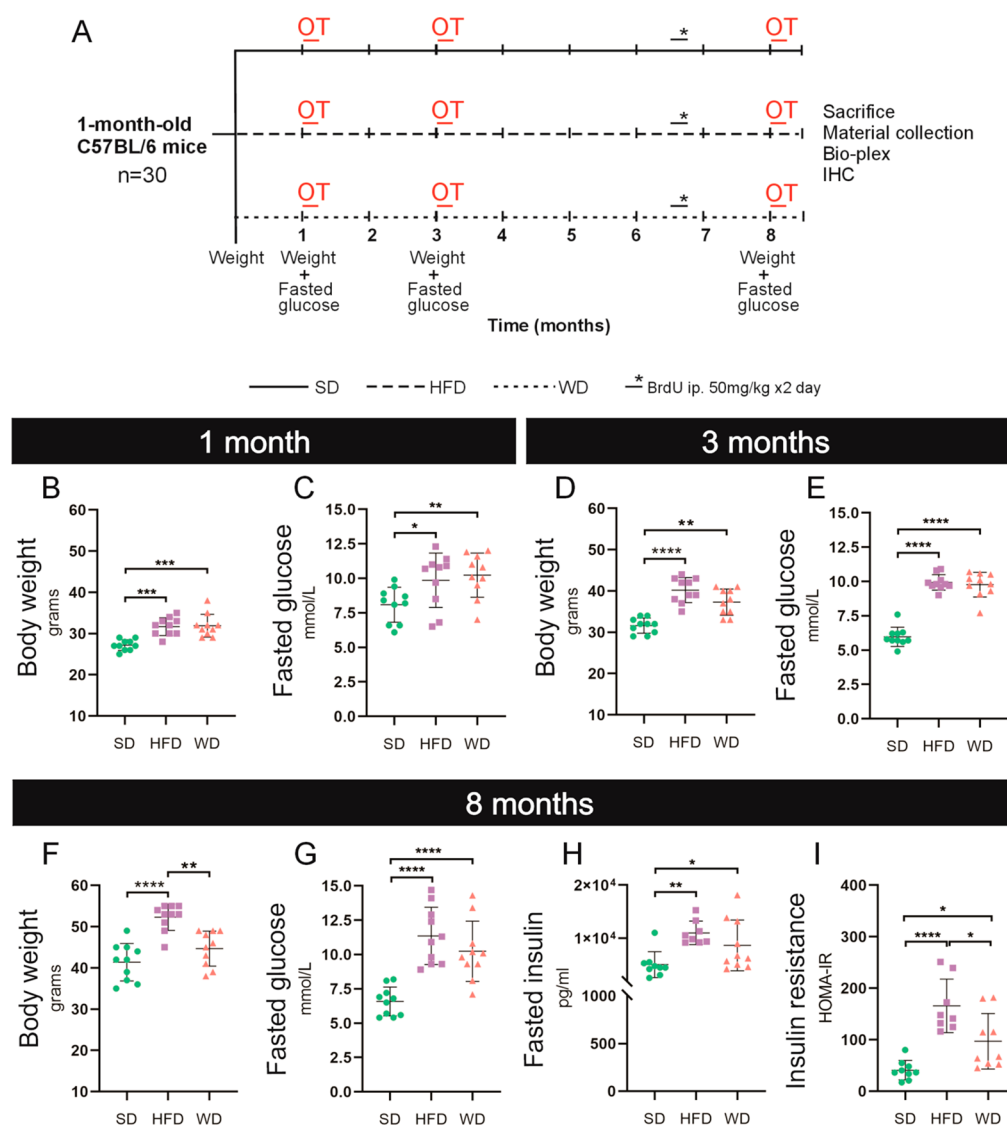 A
OT OT * OT
1-month-old
C57BL/6 mice
n=30
OT OT * OT
Sacrifice
Material collection
Bio-plex
IHC
OT OT * OT
1 2 3 4 5 6 7 8
Weight Weight Weight Weight
+ + +
Fasted Fasted Fasted
glucose glucose glucose
Time (months)
SD HFD WD * BrdU ip. 50mg/kg x2 day
1 month
3 months
B
Body weight
grams
60
50
40
30
20
10
***
***
SD HFD WD
C
Fasted glucose
mmol/L
15.0
12.5
10.0
7.5
5.0
2.5
0.0
**
*
SD HFD WD
D
Body weight
grams
60
50
40
30
20
10
**
****
SD HFD WD
E
Fasted glucose
mmol/L
15.0
10.0
5.0
0.0
****
****
SD HFD WD
8 months
F
Body weight
grams
60
50
40
30
20
10
****
**
SD HFD WD
G
Fasted glucose
mmol/L
15.0
12.5
10.0
7.5
5.0
2.5
0.0
****
****
SD HFD WD
H
Fasted insulin
pg/ml
2×10⁴
1×10⁴
1000
500
0
*
**
SD HFD WD
I
Insulin resistance
HOMA-IR
400
300
200
100
0
*
****
*
SD HFD WD